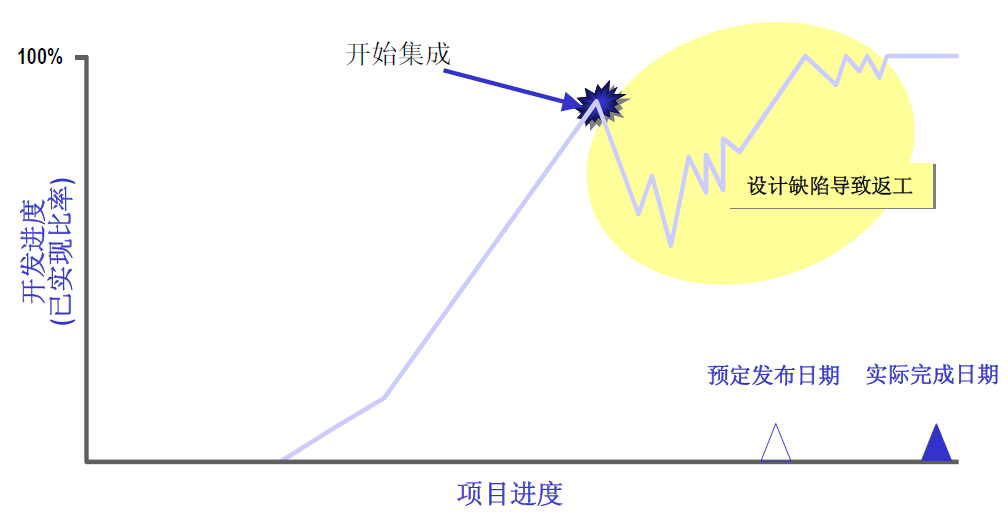 开始集成
100%
设计缺陷导致返工
开发进度
(已实现比率)
预定发布日期
实际完成日期
项目进度